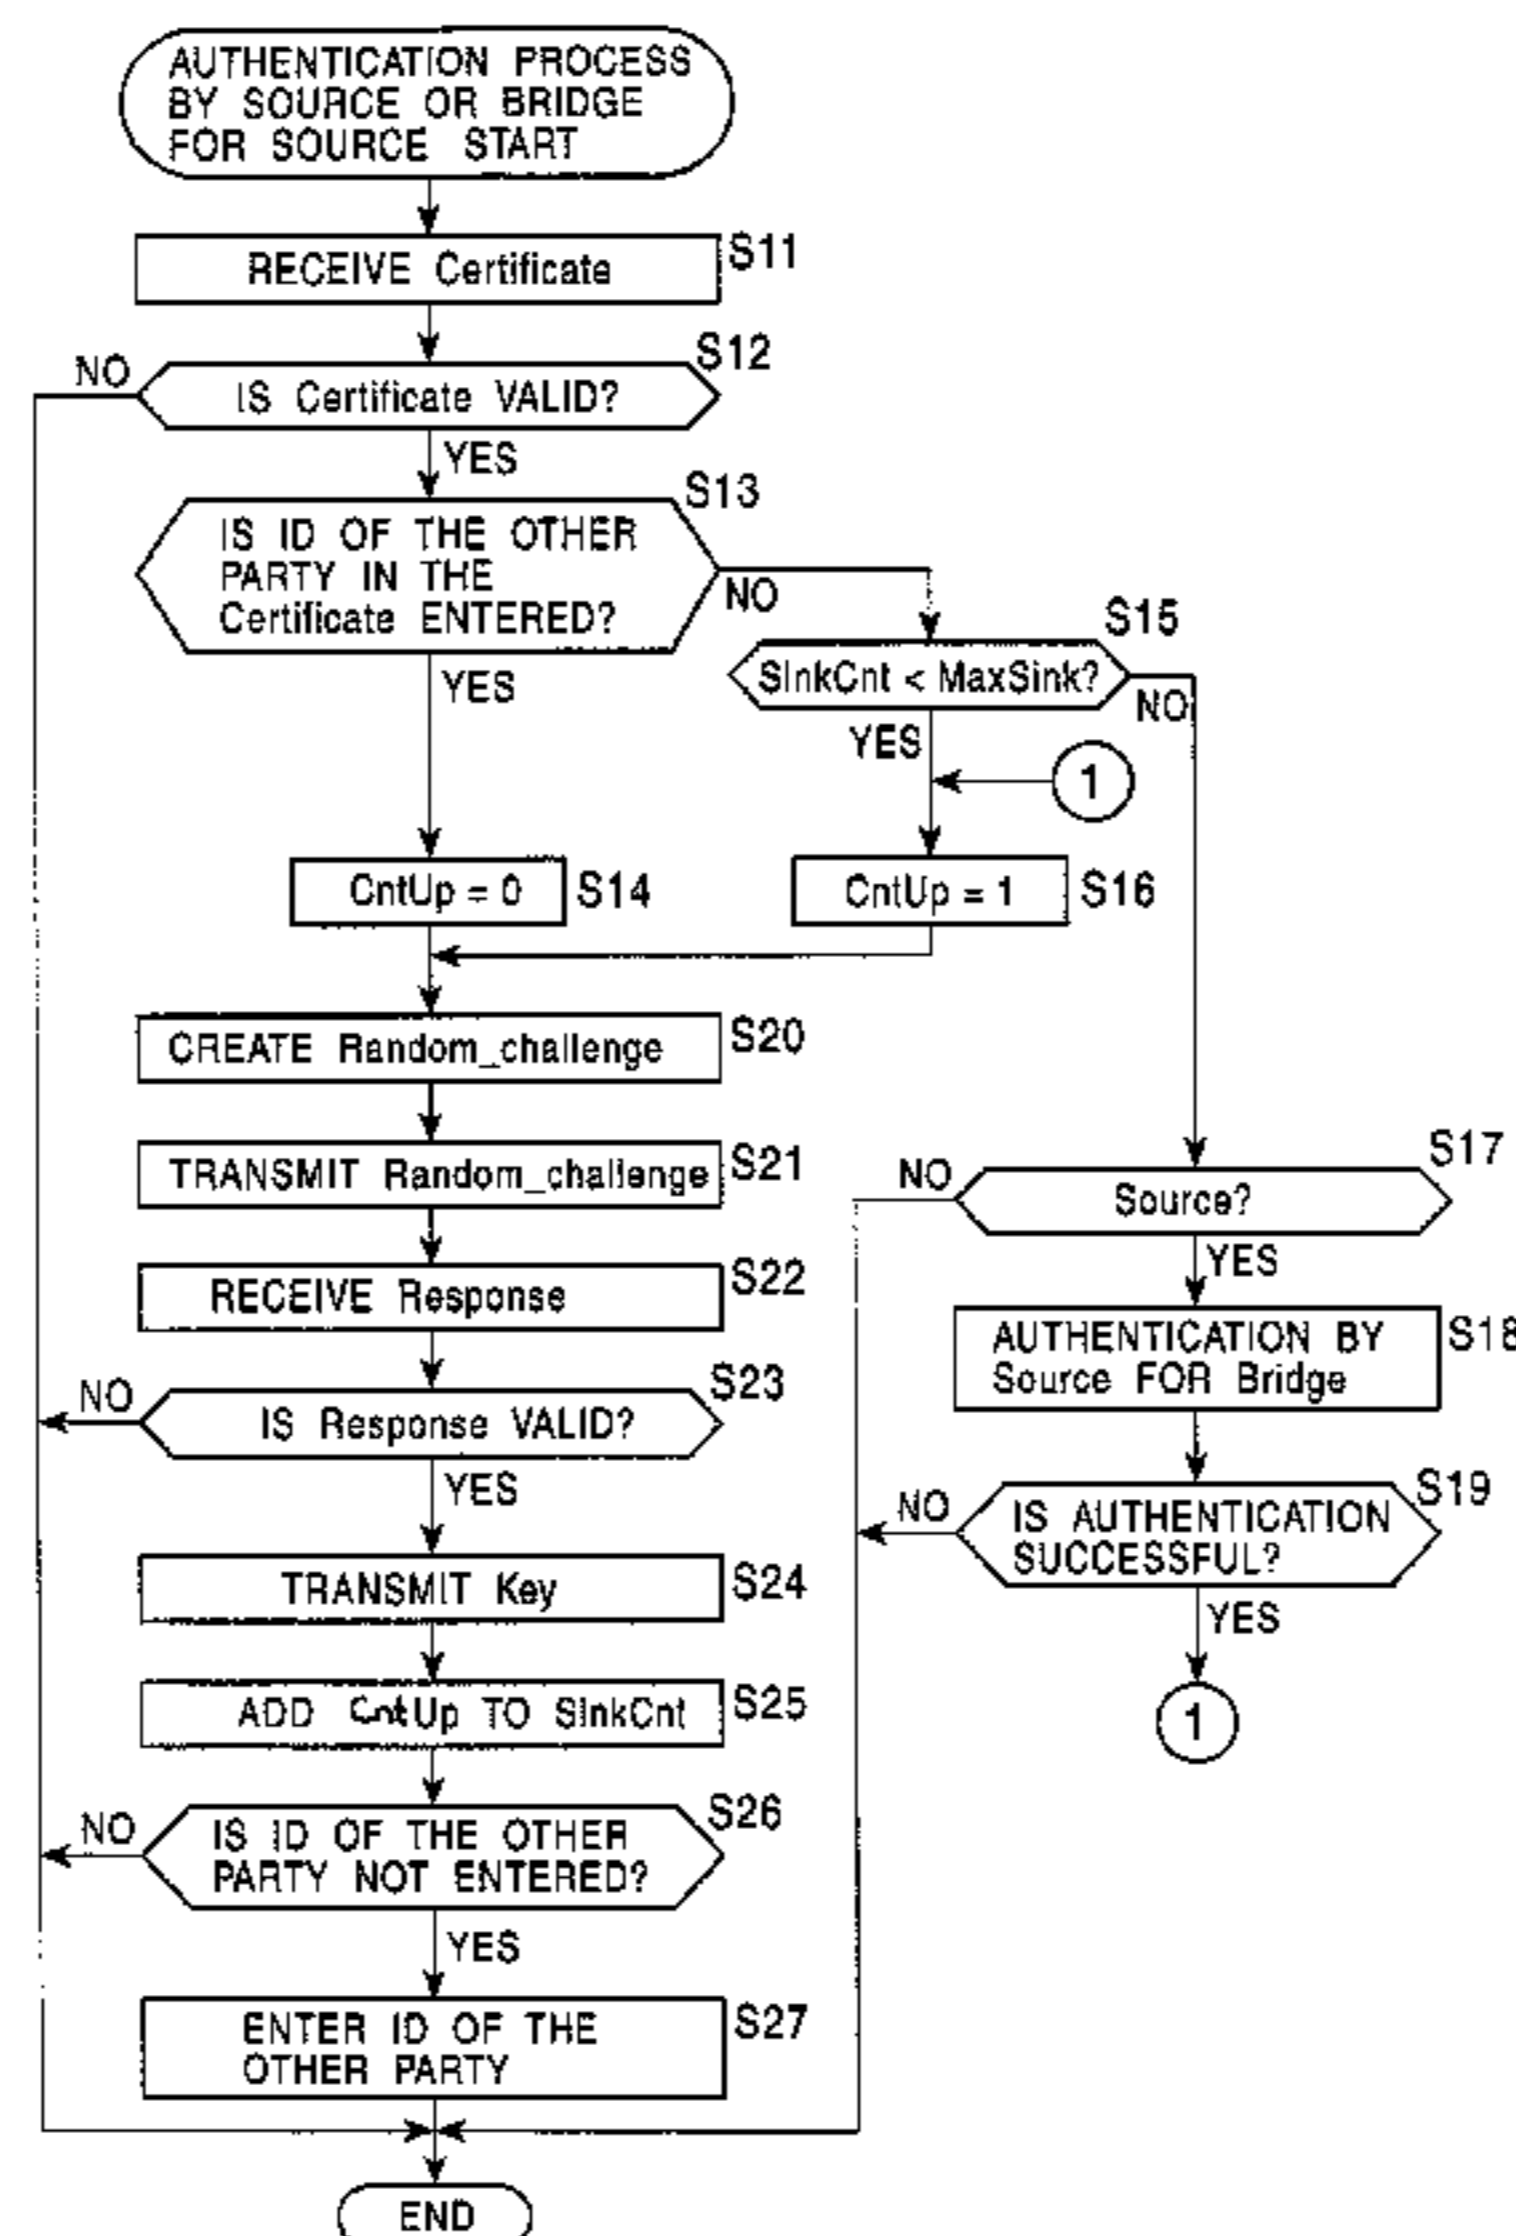 AUTHENTICATION PROCESS
BY SOURCE OR BRIDGE
FOR SOURCE START
RECEIVE Certificate
S11
NO
IS Certificate VALID?
S12
YES
IS ID OF THE OTHER
PARTY IN THE
Certificate ENTERED?
S13
NO
YES
SinkCnt < MaxSink?
S15
NO
YES
1
CntUp = 0
S14
CntUp = 1
S16
CREATE Random_challenge
S20
TRANSMIT Random_challenge
S21
RECEIVE Response
S22
NO
IS Response VALID?
S23
YES
TRANSMIT Key
S24
ADD CntUp TO SinkCnt
S25
NO
IS ID OF THE OTHER
PARTY NOT ENTERED?
S26
YES
ENTER ID OF THE
OTHER PARTY
S27
NO
Source?
S17
YES
AUTHENTICATION BY
Source FOR Bridge
S18
NO
IS AUTHENTICATION
SUCCESSFUL?
S19
YES
1
END